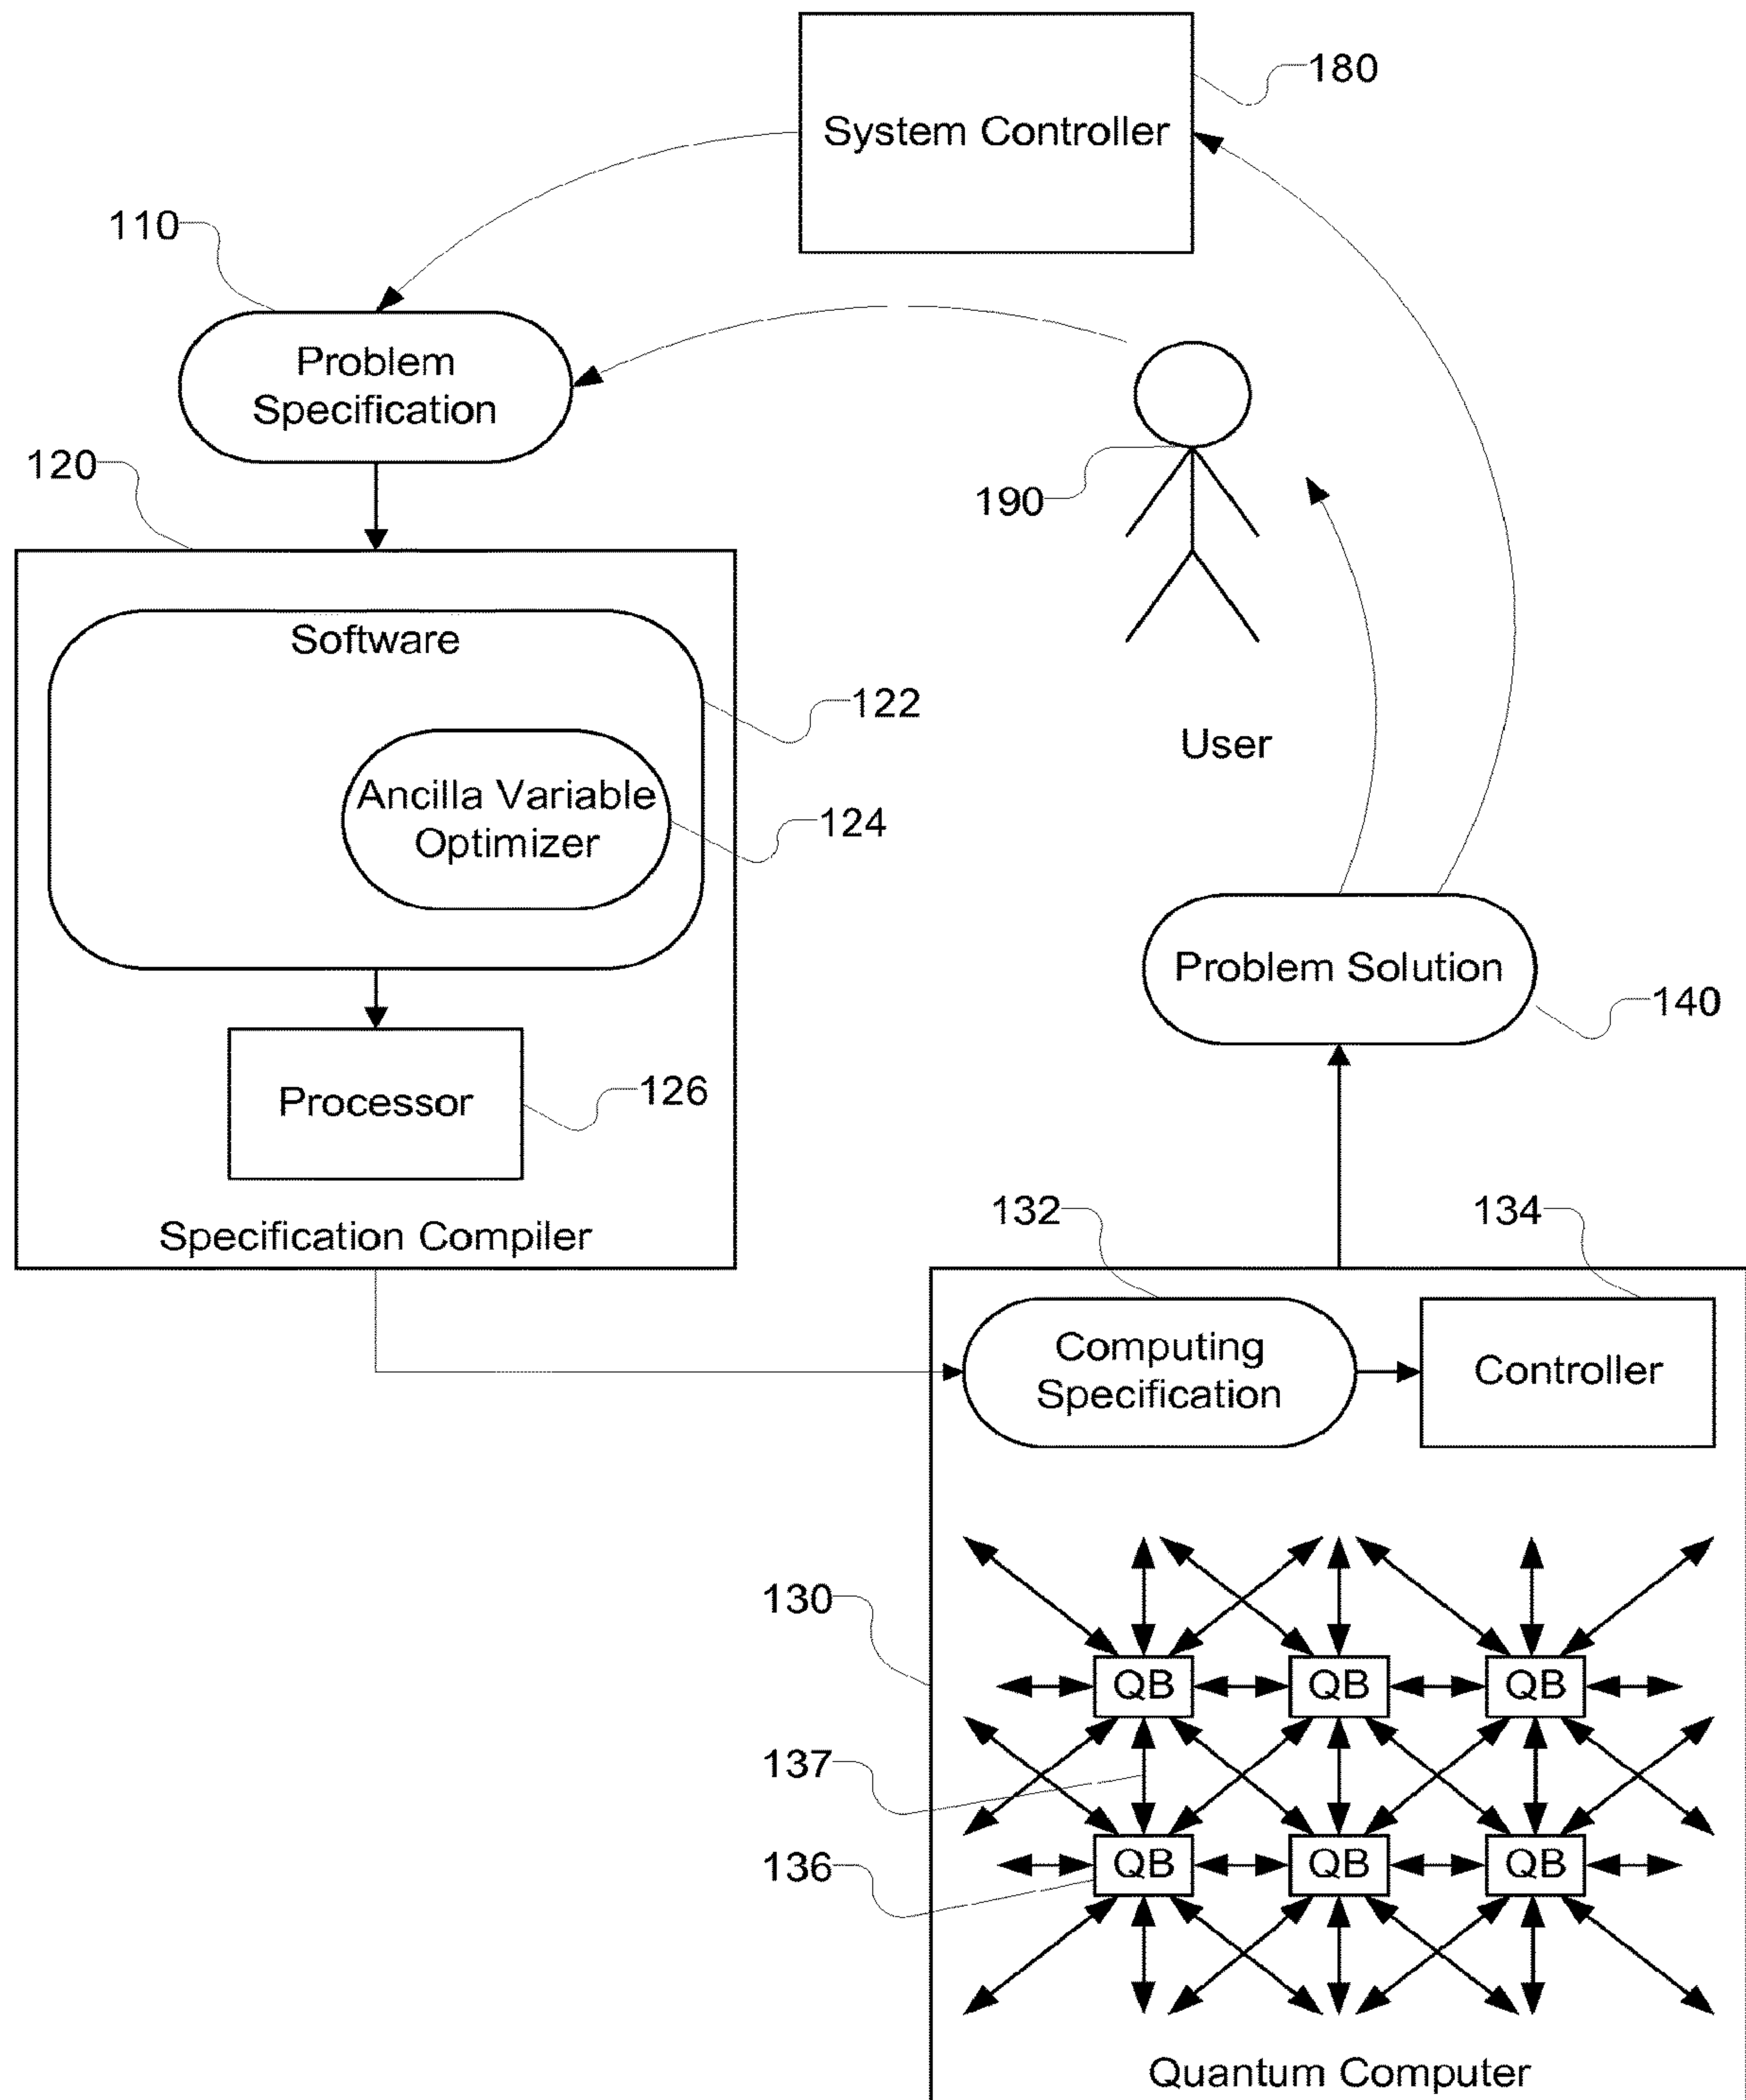 180
System Controller
110
Problem
Specification
120
190
Software
122
User
Ancilla Variable
Optimizer
124
Problem Solution
140
Processor
126
132
134
Specification Compiler
Computing
Specification
Controller
130
QB QB QB
137
136
QB QB QB
Quantum Computer